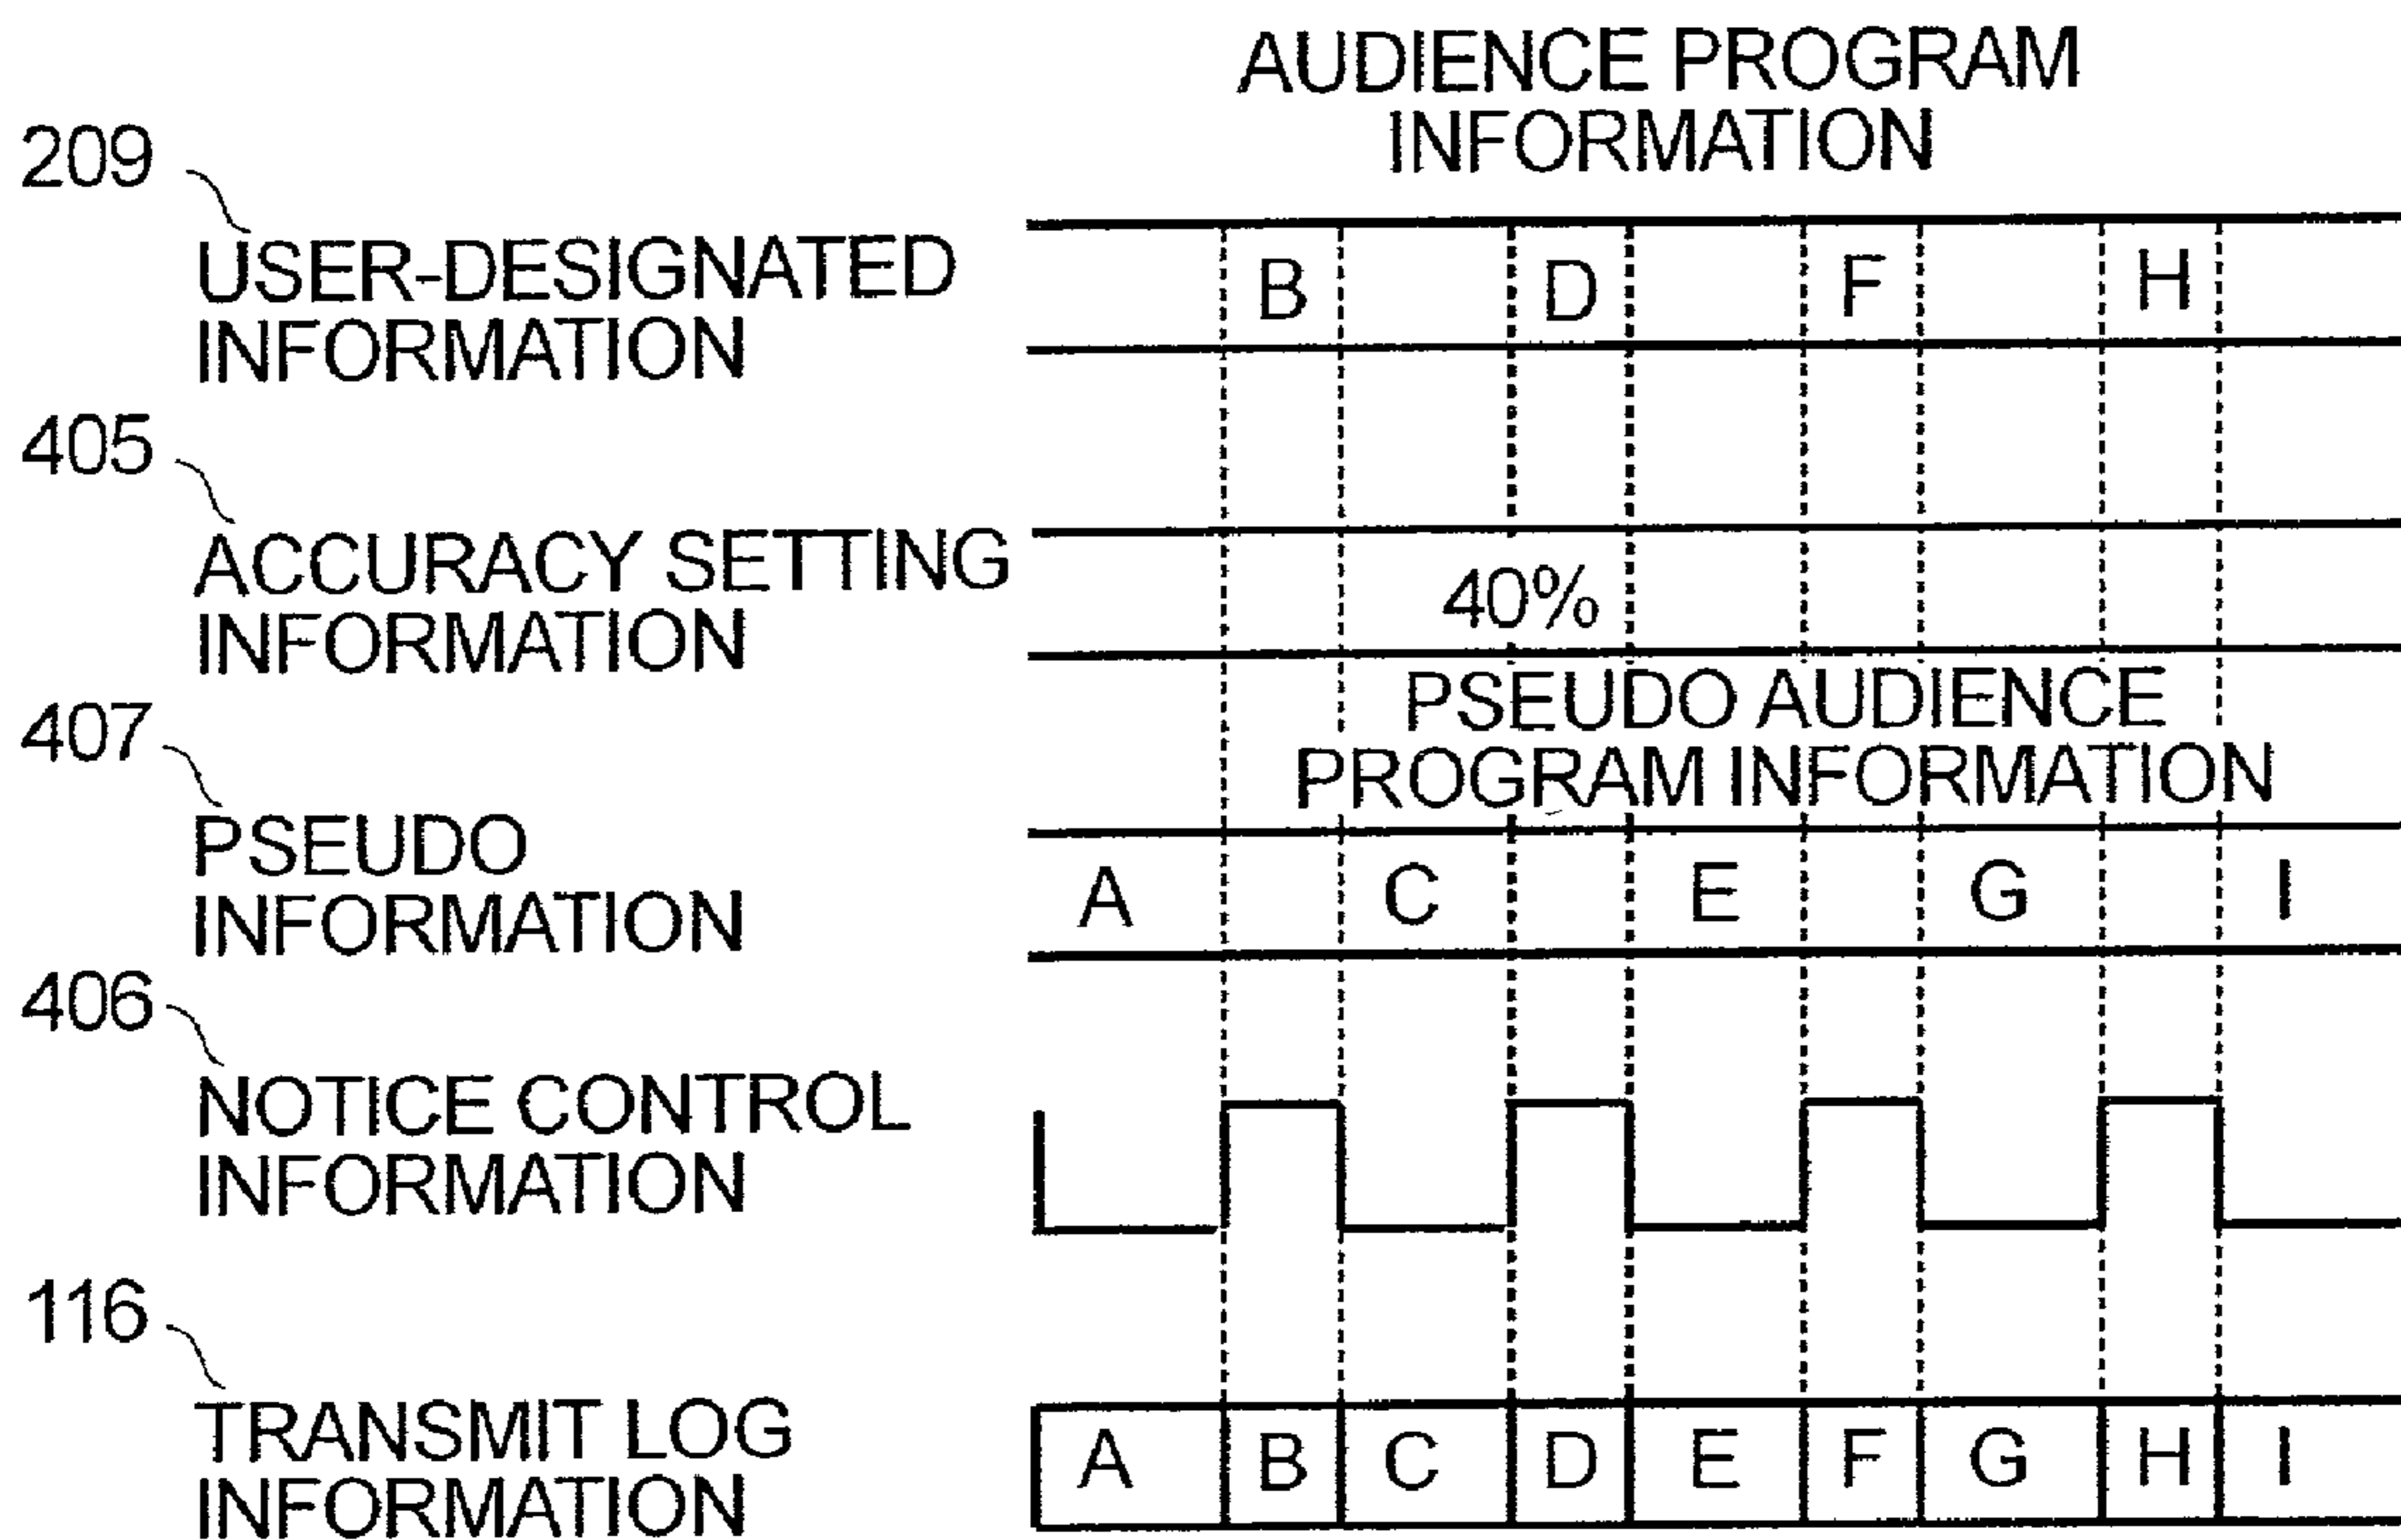 AUDIENCE PROGRAM
INFORMATION
209
USER-DESIGNATED
INFORMATION
B D F H
405
ACCURACY SETTING
INFORMATION
40%
PSEUDO AUDIENCE
PROGRAM INFORMATION
407
PSEUDO
INFORMATION
A C E G I
406
NOTICE CONTROL
INFORMATION
116
TRANSMIT LOG
INFORMATION
A B C D E F G H I